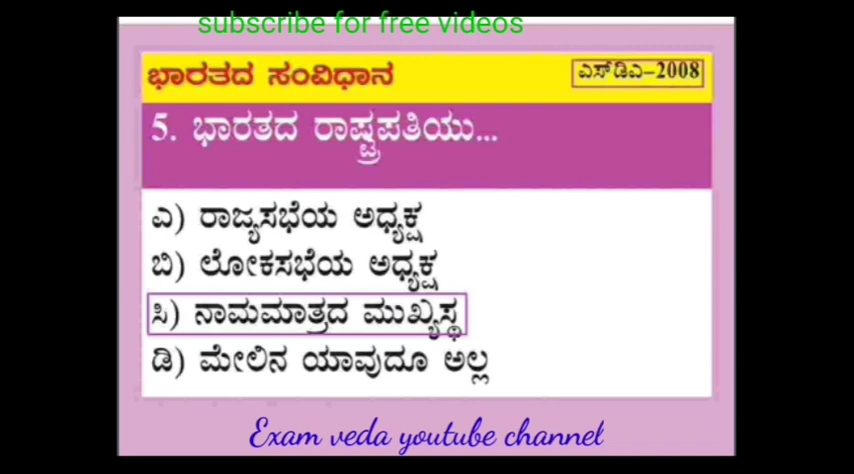 subscribe for free videos
ಭಾರತದ ಸಂವಿಧಾನ ಎಸ್‌ಡಿಎ–2008
5. ಭಾರತದ ರಾಷ್ಟ್ರಪತಿಯು...
ಎ) ರಾಜ್ಯಸಭೆಯ ಅಧ್ಯಕ್ಷ
ಬಿ) ಲೋಕಸಭೆಯ ಅಧ್ಯಕ್ಷ
ಸಿ) ನಾಮಮಾತ್ರದ ಮುಖ್ಯಸ್ಥ
ಡಿ) ಮೇಲಿನ ಯಾವುದೂ ಅಲ್ಲ
Exam veda youtube channel